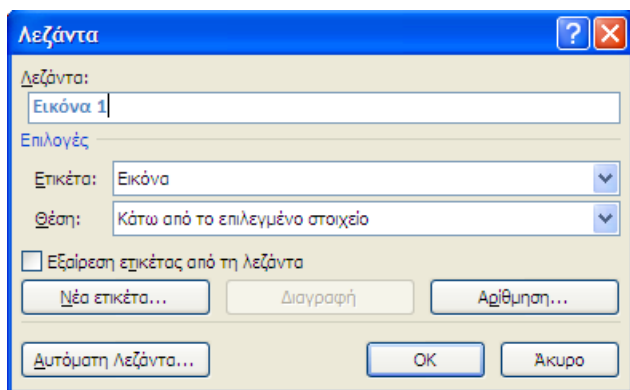 Λεζάντα
Λεζάντα:
Εικόνα 1
Επιλογές
Ετικέτα: Εικόνα
Θέση: Κάτω από το επιλεγμένο στοιχείο
Εξαίρεση ετικέτας από τη λεζάντα
Νέα ετικέτα... Διαγραφή Αρίθμηση...
Αυτόματη Λεζάντα... OK Άκυρο